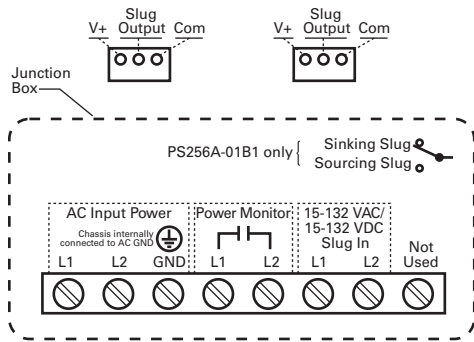 Slug
V+ Output Com
Slug
V+ Output Com
Junction
Box
PS256A-01B1 only
Sinking Slug
Sourcing Slug
AC Input Power
Chassis internally
connected to AC GND
L1 L2 GND
Power Monitor
L1 L2
15-132 VAC/
15-132 VDC
Slug In
L1 L2
Not
Used